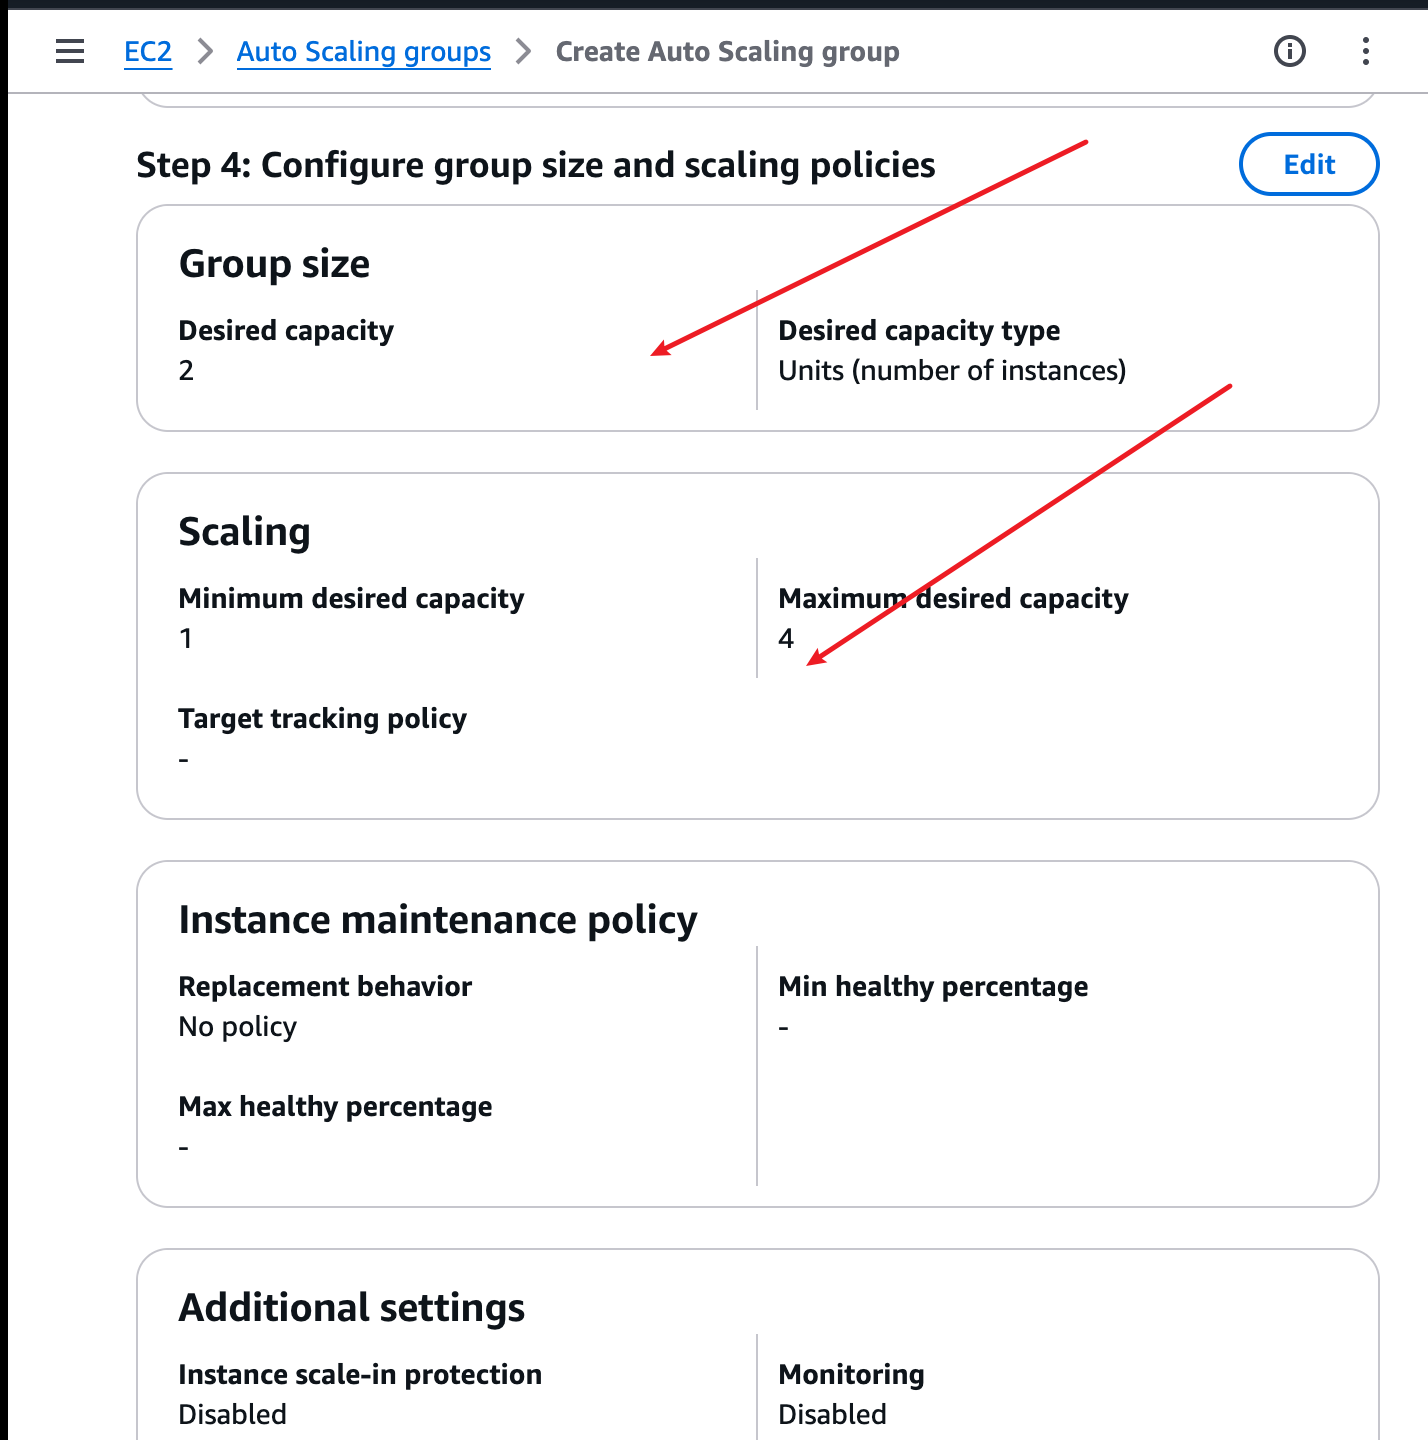 EC2 > Auto Scaling groups > Create Auto Scaling group
Step 4: Configure group size and scaling policies
Edit
Group size
Desired capacity
2
Desired capacity type
Units (number of instances)
Scaling
Minimum desired capacity
1
Maximum desired capacity
4
Target tracking policy
-
Instance maintenance policy
Replacement behavior
No policy
Min healthy percentage
-
Max healthy percentage
-
Additional settings
Instance scale-in protection
Disabled
Monitoring
Disabled